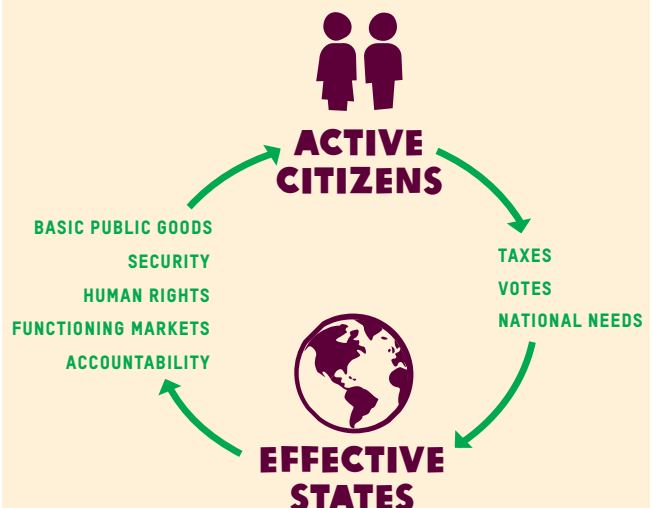 ACTIVE
CITIZENS
BASIC PUBLIC GOODS
SECURITY
HUMAN RIGHTS
FUNCTIONING MARKETS
ACCOUNTABILITY
TAXES
VOTES
NATIONAL NEEDS
EFFECTIVE
STATES